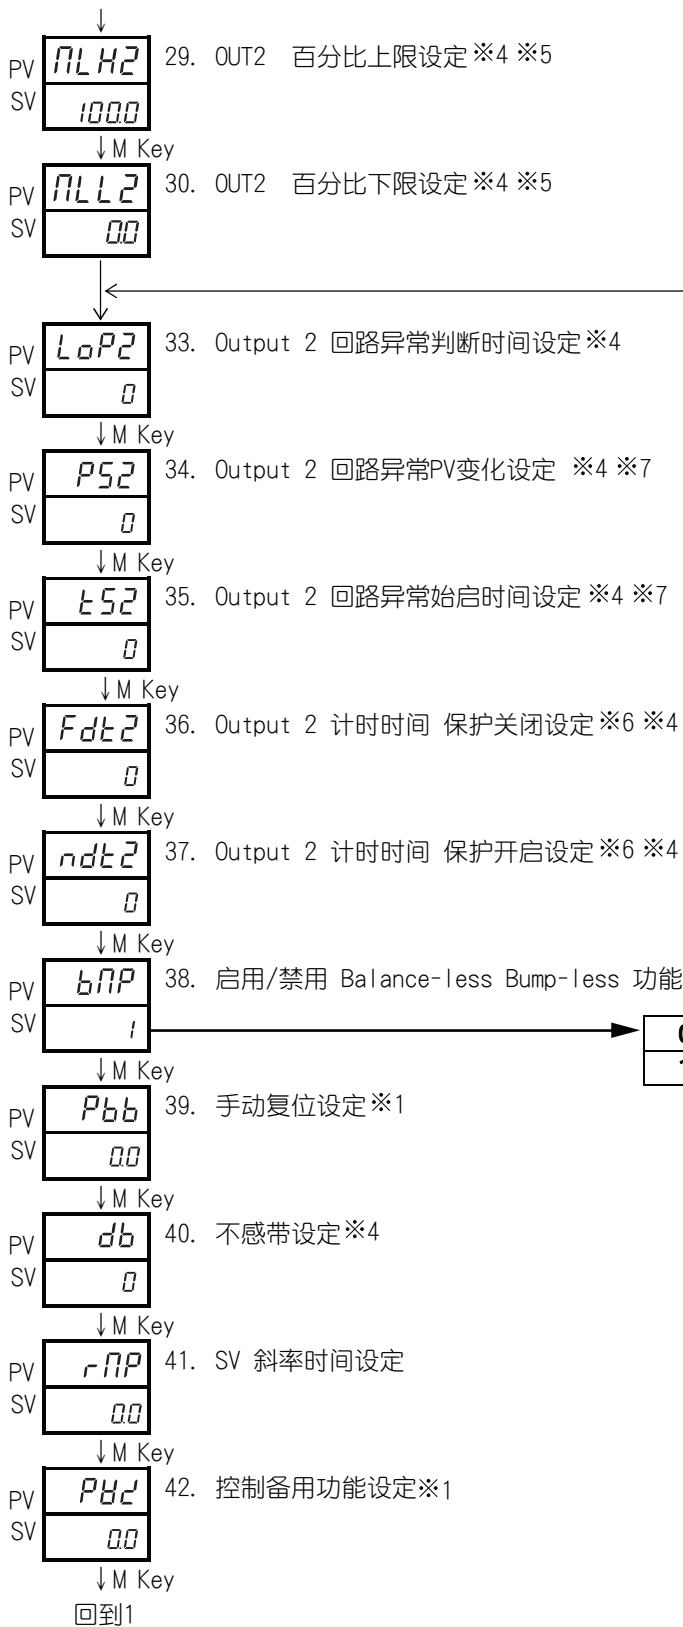 ↓
PV ПLH2 29. OUT2 百分比上限设定※4 ※5
SV 100.0
↓M Key
PV ПLL2 30. OUT2 百分比下限设定※4 ※5
SV 0.0
PV LoP2 33. Output 2 回路异常判断时间设定※4
SV 0
↓M Key
PV PS2 34. Output 2 回路异常PV变化设定 ※4 ※7
SV 0
↓M Key
PV tS2 35. Output 2 回路异常始启时间设定※4 ※7
SV 0
↓M Key
PV Fdt2 36. Output 2 计时时间 保护关闭设定※6 ※4
SV 0
↓M Key
PV ndt2 37. Output 2 计时时间 保护开启设定※6 ※4
SV 0
↓M Key
PV bПP 38. 启用/禁用 Balance-less Bump-less 功能
SV 1
↓M Key
PV Pbb 39. 手动复位设定※1
SV 0.0
↓M Key
PV db 40. 不感带设定※4
SV 0
↓M Key
PV rПP 41. SV 斜率时间设定
SV 0.0
↓M Key
PV 42. 控制备用功能设定※1
SV 0.0
↓M Key
回到1